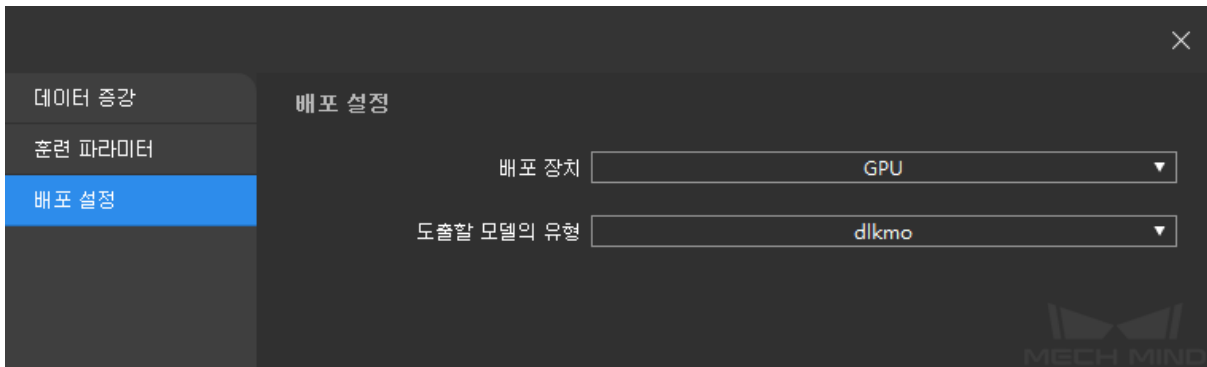 데이터 증강
훈련 파라미터
배포 설정
배포 설정
배포 장치 GPU
도출할 모델의 유형 dlkmo
MECH MIND